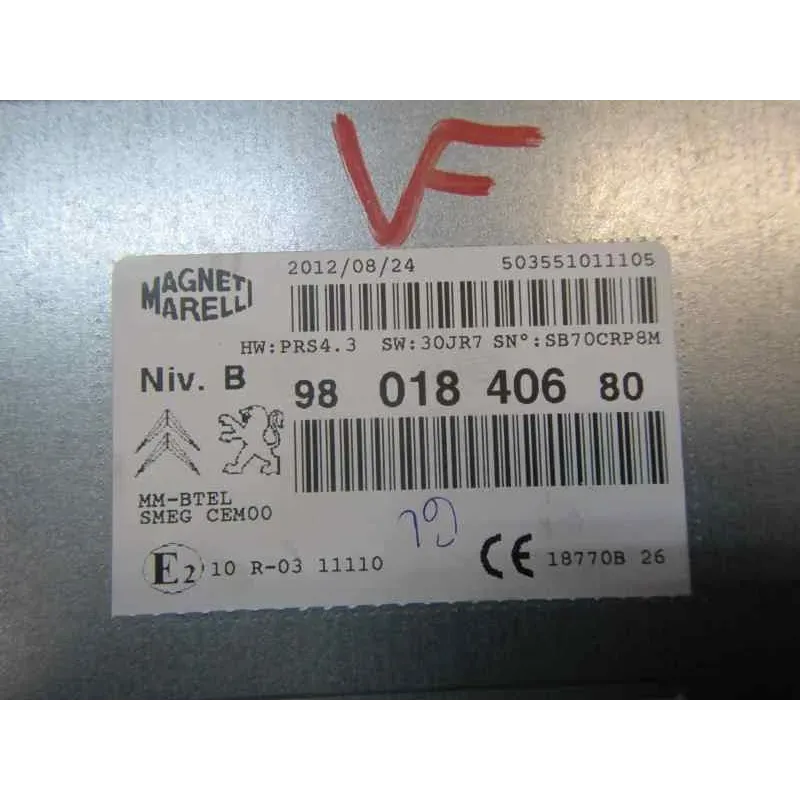 VF
2012/08/24 503551011105
MAGNETI
MARELLI
HW:PRS4.3 SW:30JR7 SN°:SB70CRP8M
Niv. B 98 018 406 80
MM-BTEL
SMEG CEM00
E2 10 R-03 11110 CE 18770B 26